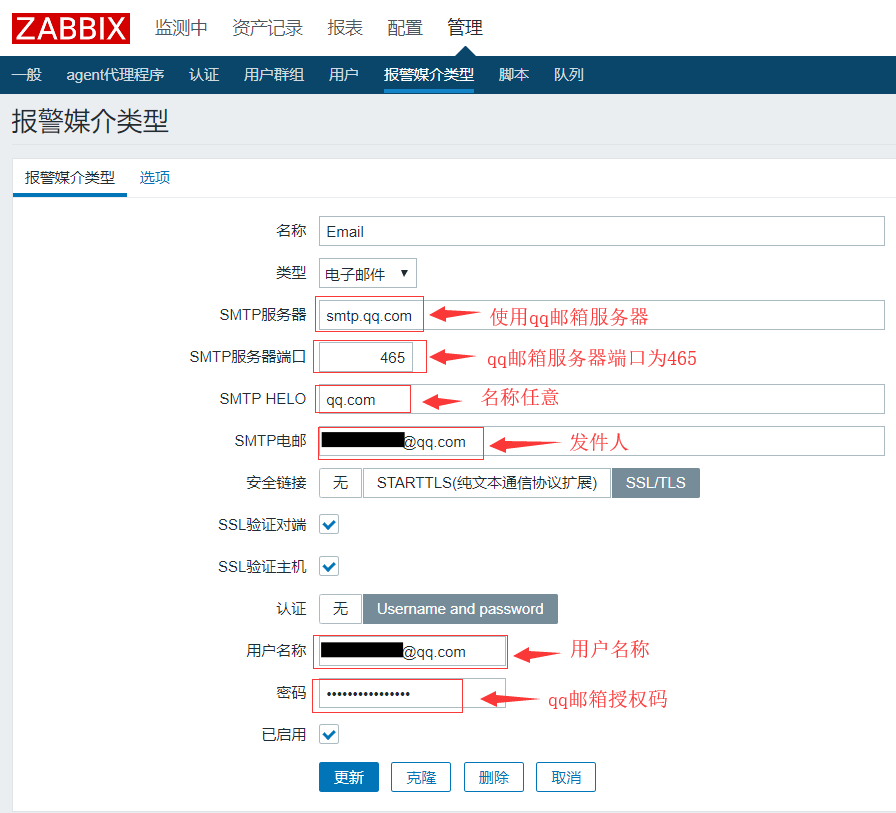 ZABBIX 监测中 资产记录 报表 配置 管理
一般 agent代理程序 认证 用户群组 用户 报警媒介类型 脚本 队列
报警媒介类型
报警媒介类型 选项
名称 Email
类型 电子邮件
SMTP服务器 smtp.qq.com 使用qq邮箱服务器
SMTP服务器端口 465 qq邮箱服务器端口为465
SMTP HELO qq.com 名称任意
SMTP电邮 @qq.com 发件人
安全链接 无 STARTTLS(纯文本通信协议扩展) SSL/TLS
SSL验证对端
SSL验证主机
认证 无 Username and password
用户名称 @qq.com 用户名称
密码 •••••••••••••••• qq邮箱授权码
已启用
更新 克隆 删除 取消